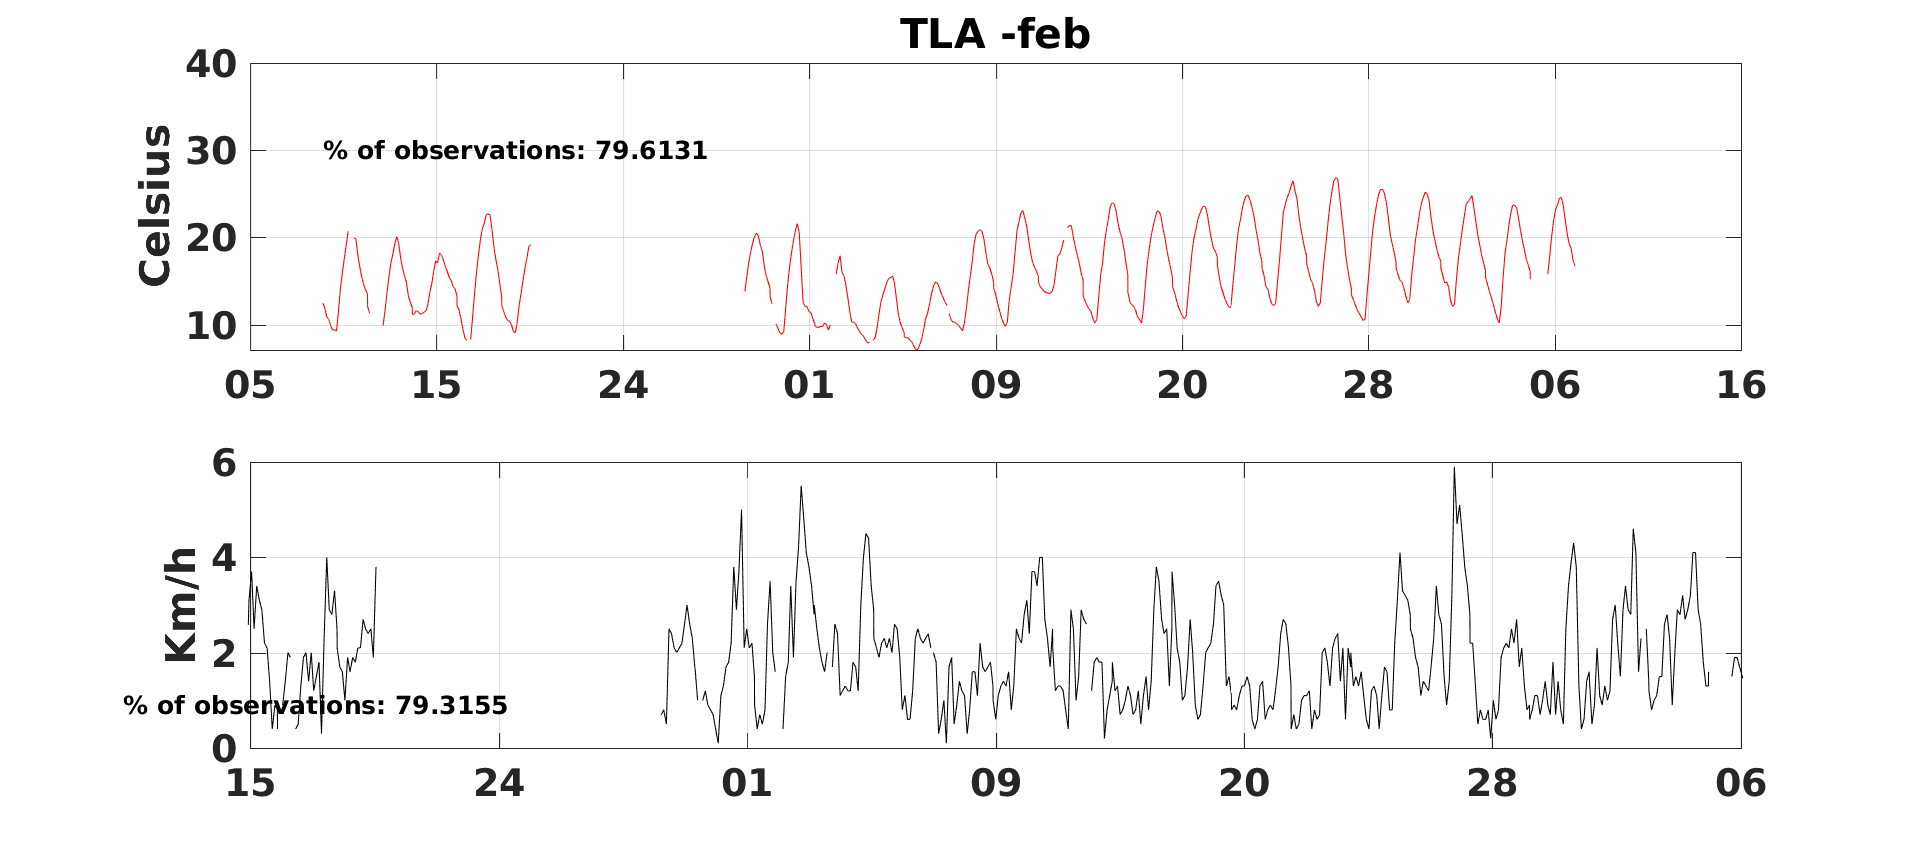 TLA -feb
40
30
20
10
Celsius
% of observations: 79.6131
05 15 24 01 09 20 28 06 16
6
4
2
0
Km/h
% of observations: 79.3155
15 24 01 09 20 28 06